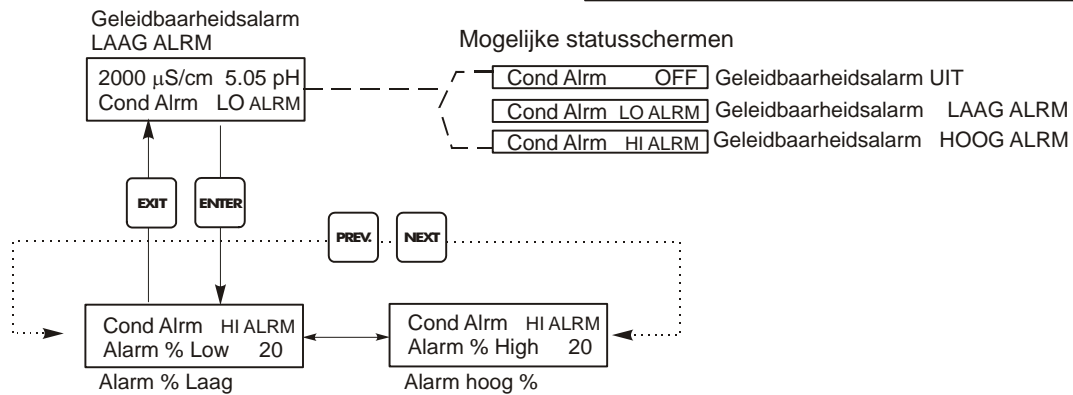 Geleidbaarheidsalarm
LAAG ALRM
2000 µS/cm 5.05 pH
Cond Alrm LO ALRM
Mogelijke statusschermen
Cond Alrm OFF Geleidbaarheidsalarm UIT
Cond Alrm LO ALRM Geleidbaarheidsalarm LAAG ALRM
Cond Alrm HI ALRM Geleidbaarheidsalarm HOOG ALRM
EXIT ENTER
PREV. NEXT
Cond Alrm HI ALRM
Alarm % Low 20
Alarm % Laag
Cond Alrm HI ALRM
Alarm % High 20
Alarm hoog %